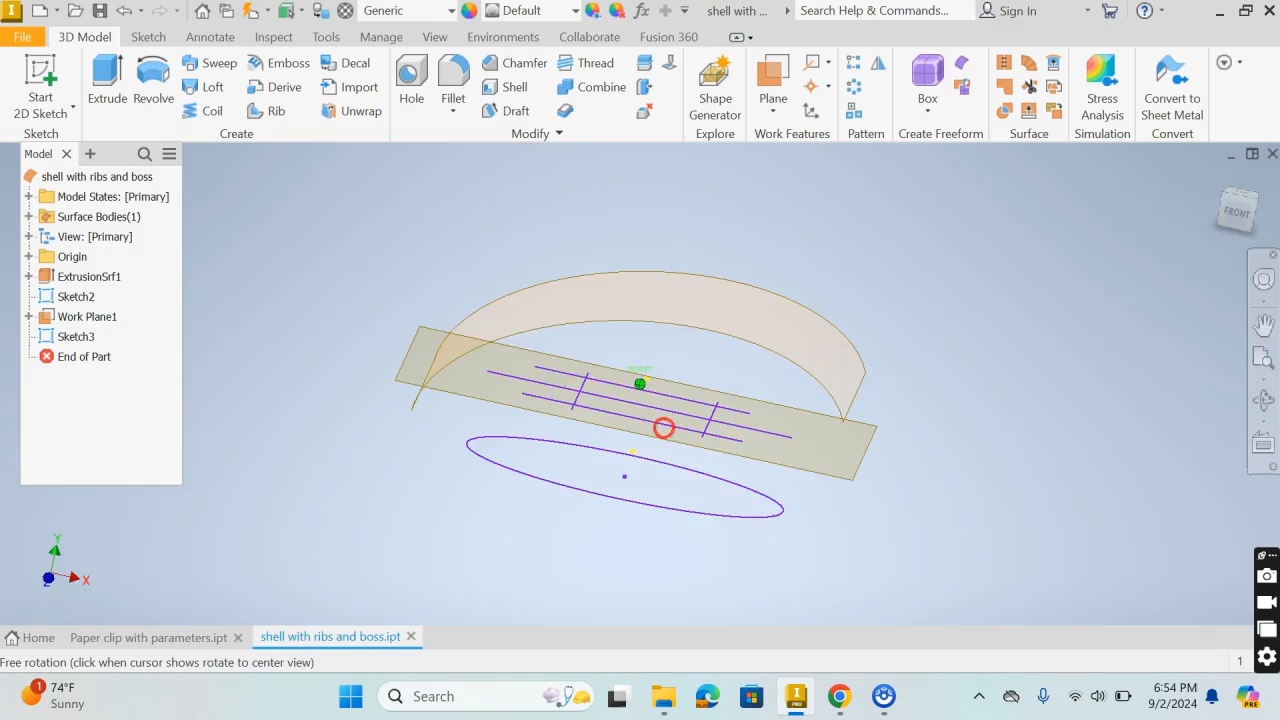 Generic
Default
shell with ...
Search Help & Commands...
Sign In
File
3D Model
Sketch
Annotate
Inspect
Tools
Manage
View
Environments
Collaborate
Fusion 360
Start
2D Sketch
Extrude
Revolve
Sweep
Loft
Coil
Emboss
Derive
Rib
Decal
Import
Unwrap
Hole
Fillet
Chamfer
Shell
Draft
Thread
Combine
Shape
Generator
Plane
Box
Stress
Analysis
Convert to
Sheet Metal
Sketch
Create
Modify
Explore
Work Features
Pattern
Create Freeform
Surface
Simulation
Convert
Model
shell with ribs and boss
Model States: [Primary]
Surface Bodies(1)
View: [Primary]
Origin
ExtrusionSrf1
Sketch2
Work Plane1
Sketch3
End of Part
FRONT
Y
X
Z
Home
Paper clip with parameters.ipt
shell with ribs and boss.ipt
Free rotation (click when cursor shows rotate to center view)
1
1
74°F
Sunny
Search
PRO
6:54 PM
9/2/2024
PRE